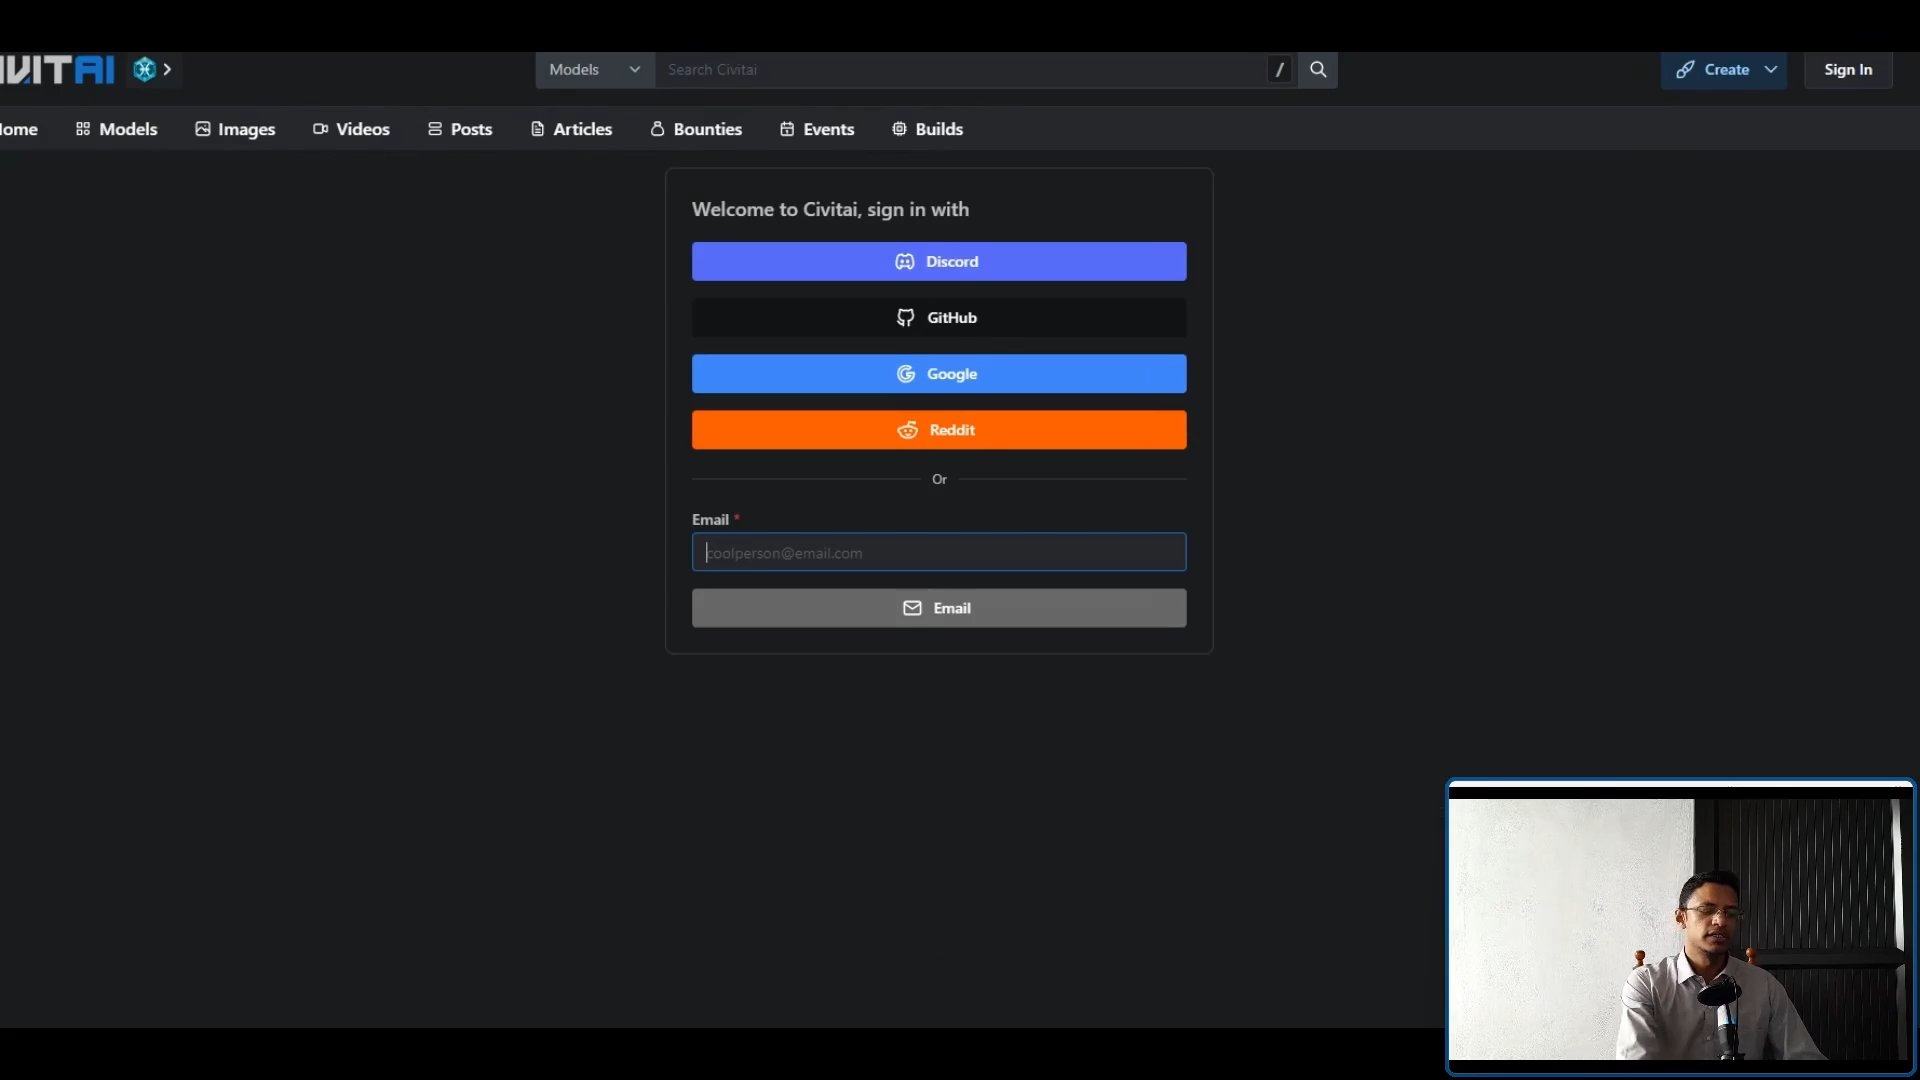 IVITAI
Models
Search Civitai
/
Create
Sign In
ome
Models
Images
Videos
Posts
Articles
Bounties
Events
Builds
Welcome to Civitai, sign in with
Discord
GitHub
Google
Reddit
Or
Email *
coolperson@email.com
Email